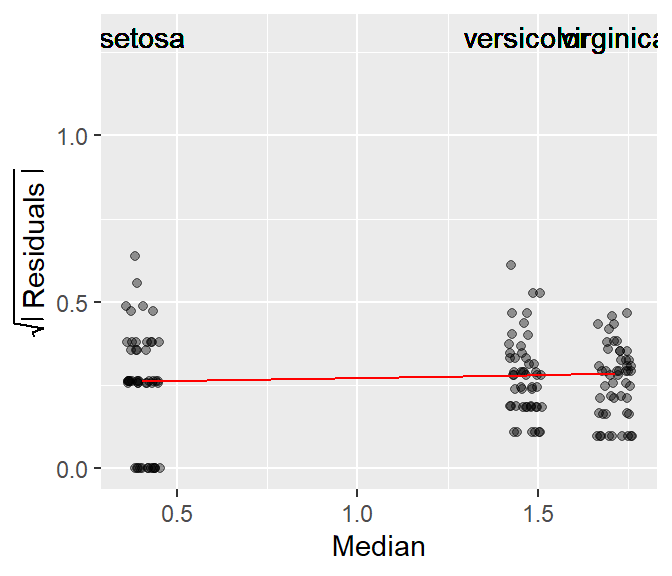 setosa versicolor virginica
1.0
0.5
0.0
√| Residuals |
0.5 1.0 1.5
Median